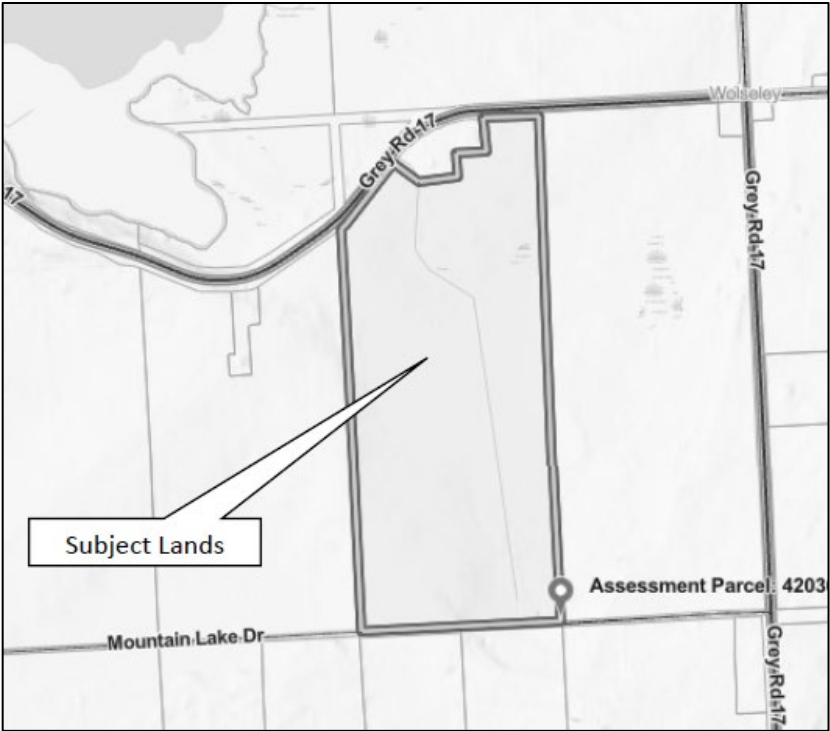 Wolseley
Grey Rd 17
Grey Rd 17
17
Subject Lands
Assessment Parcel: 4203
Mountain Lake Dr
Grey Rd 17